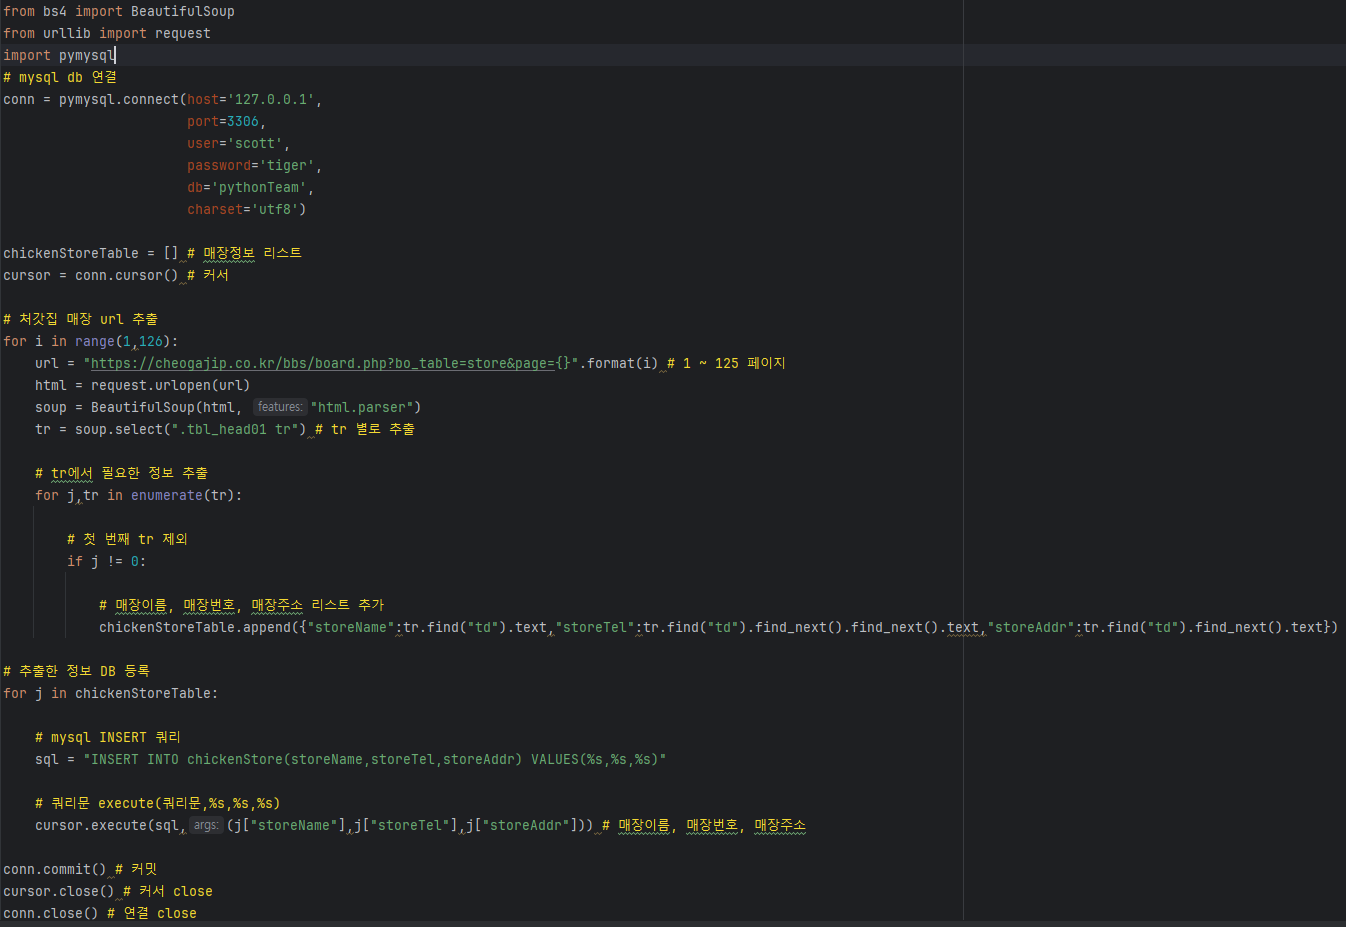 from bs4 import BeautifulSoup
from urllib import request
import pymysql
# mysql db 연결
conn = pymysql.connect(host='127.0.0.1',
                       port=3306,
                       user='scott',
                       password='tiger',
                       db='pythonTeam',
                       charset='utf8')
chickenStoreTable = [] # 매장정보 리스트
cursor = conn.cursor() # 커서
# 처갓집 매장 url 추출
for i in range(1,126):
    url = "https://cheogajip.co.kr/bbs/board.php?bo_table=store&page={}".format(i) # 1 ~ 125 페이지
    html = request.urlopen(url)
    soup = BeautifulSoup(html, features: "html.parser")
    tr = soup.select(".tbl_head01 tr") # tr 별로 추출
    # tr에서 필요한 정보 추출
    for j,tr in enumerate(tr):
        # 첫 번째 tr 제외
        if j != 0:
            # 매장이름, 매장번호, 매장주소 리스트 추가
            chickenStoreTable.append({"storeName":tr.find("td").text,"storeTel":tr.find("td").find_next().find_next().text,"storeAddr":tr.find("td").find_next().text})
# 추출한 정보 DB 등록
for j in chickenStoreTable:
    # mysql INSERT 쿼리
    sql = "INSERT INTO chickenStore(storeName,storeTel,storeAddr) VALUES(%s,%s,%s)"
    # 쿼리문 execute(쿼리문,%s,%s,%s)
    cursor.execute(sql, args: (j["storeName"],j["storeTel"],j["storeAddr"])) # 매장이름, 매장번호, 매장주소
conn.commit() # 커밋
cursor.close() # 커서 close
conn.close() # 연결 close